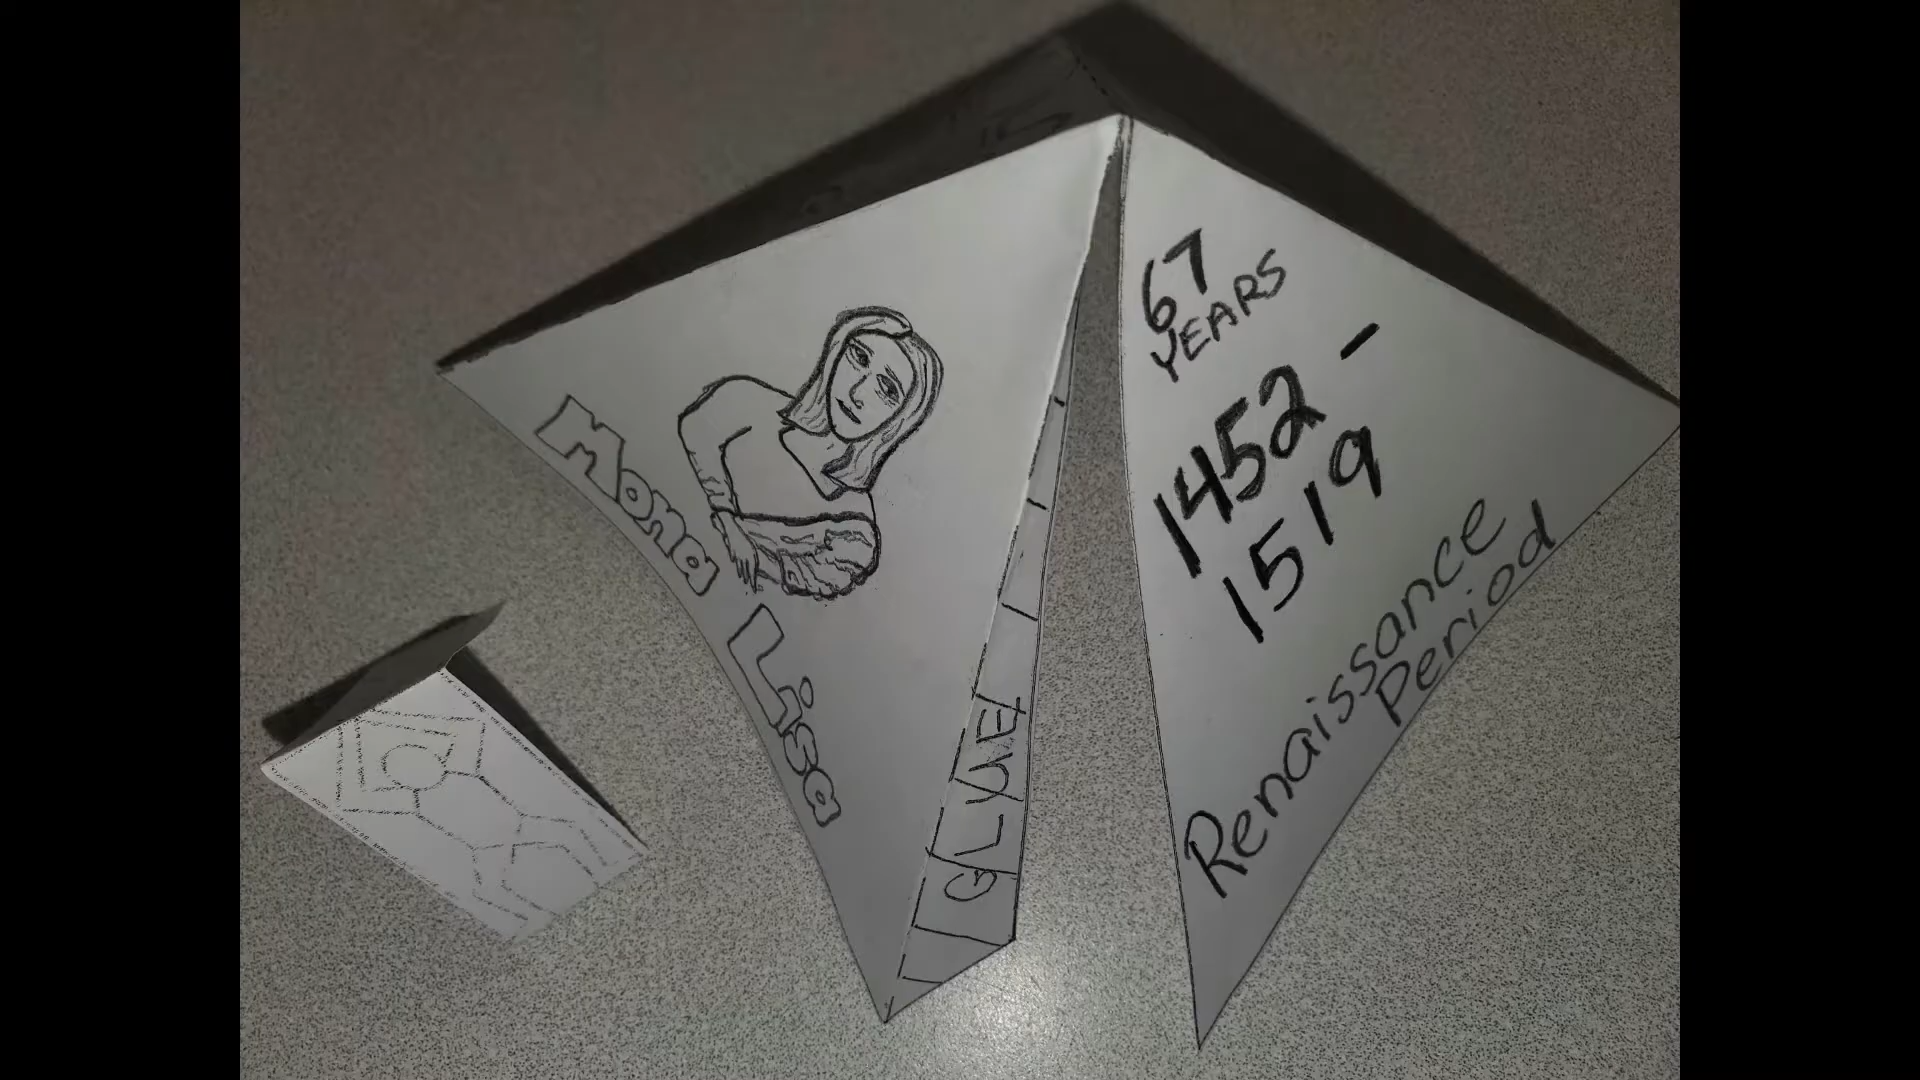 Mona Lisa
GLUE
67
YEARS
1452 -
1519
Renaissance
Period